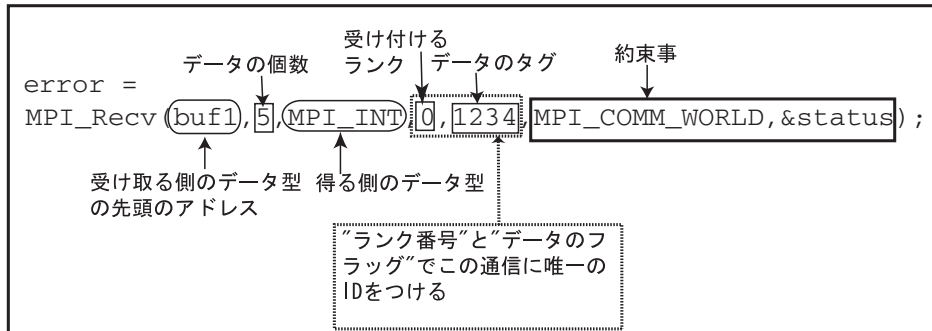 受け付ける
ランク
データの個数
データのタグ
約束事
error =
MPI_Recv(buf1,5,MPI_INT,0,1234,MPI_COMM_WORLD,&status);
受け取る側のデータ型
の先頭のアドレス
得る側のデータ型
″ランク番号″と″データのフ
ラッグ″でこの通信に唯一の
IDをつける